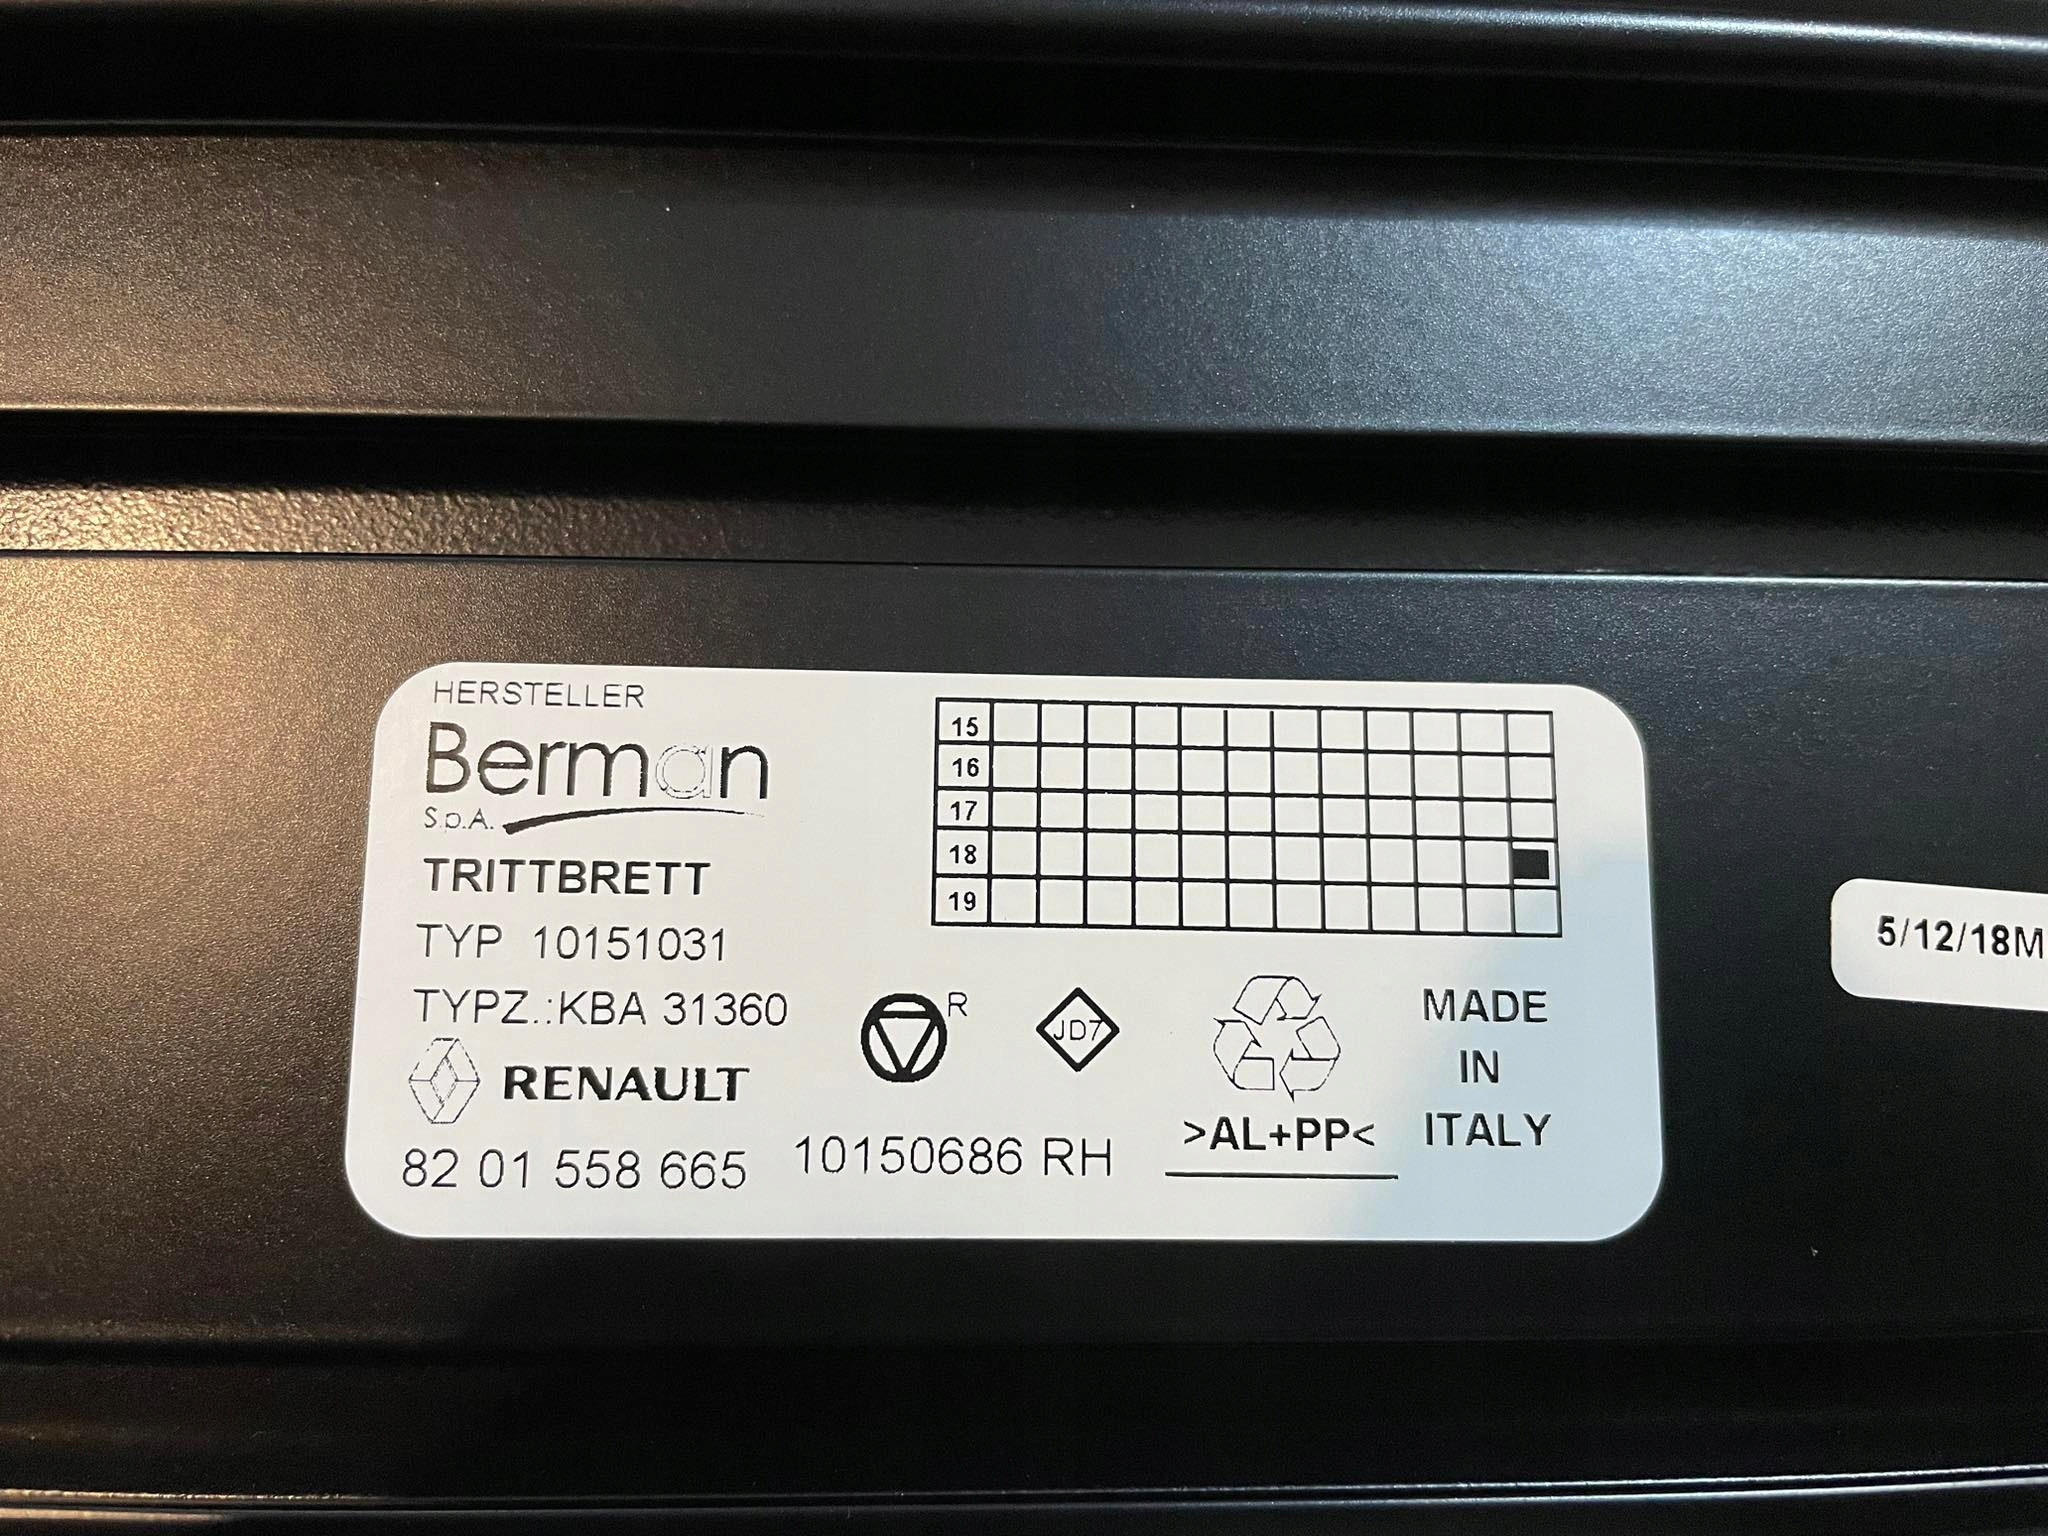 HERSTELLER
Berman
S.p.A.
TRITTBRETT
TYP 10151031
TYPZ.:KBA 31360
RENAULT
82 01 558 665
10150686 RH
15
16
17
18
19
R
JD7
>AL+PP<
MADE
IN
ITALY
5/12/18M